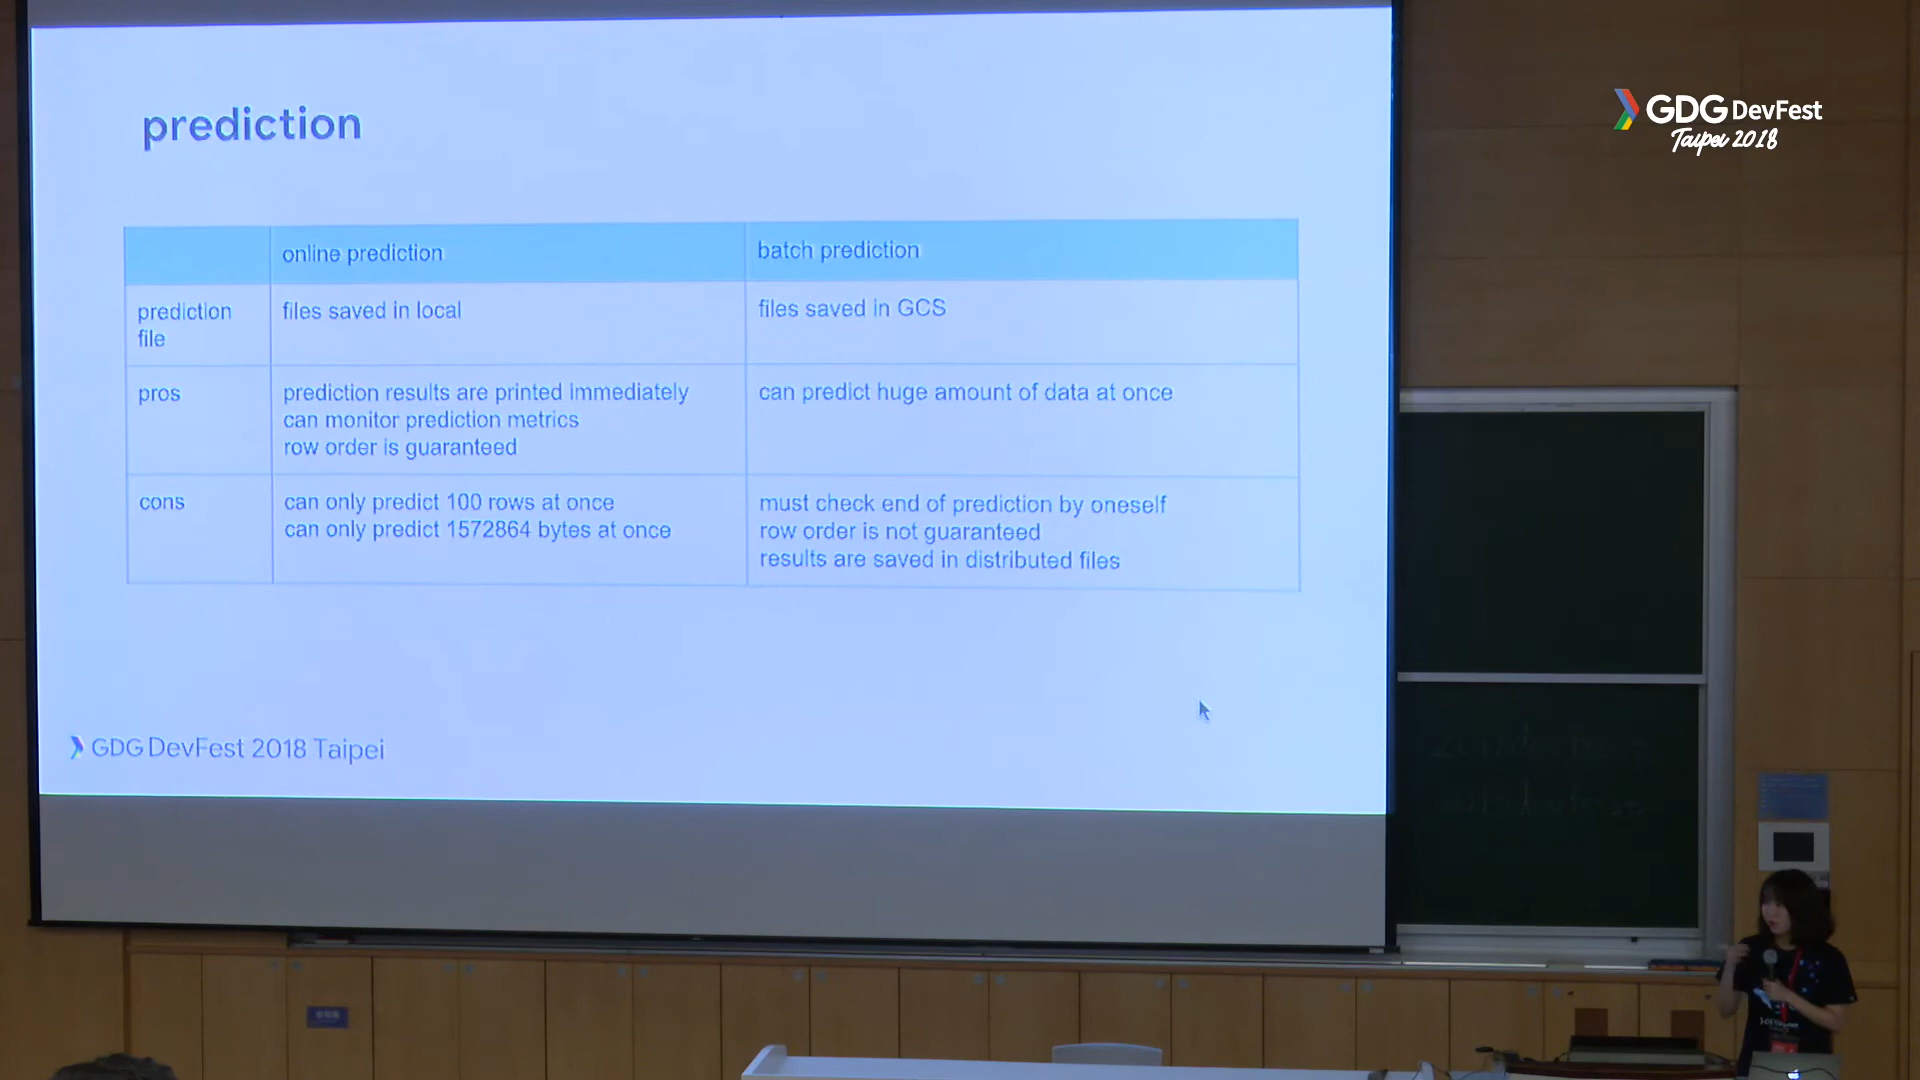 prediction
online prediction
batch prediction
prediction
file
files saved in local
files saved in GCS
pros
prediction results are printed immediately
can monitor prediction metrics
row order is guaranteed
can predict huge amount of data at once
cons
can only predict 100 rows at once
can only predict 1572864 bytes at once
must check end of prediction by oneself
row order is not guaranteed
results are saved in distributed files
GDG DevFest 2018 Taipei
GDG DevFest
Taipei 2018